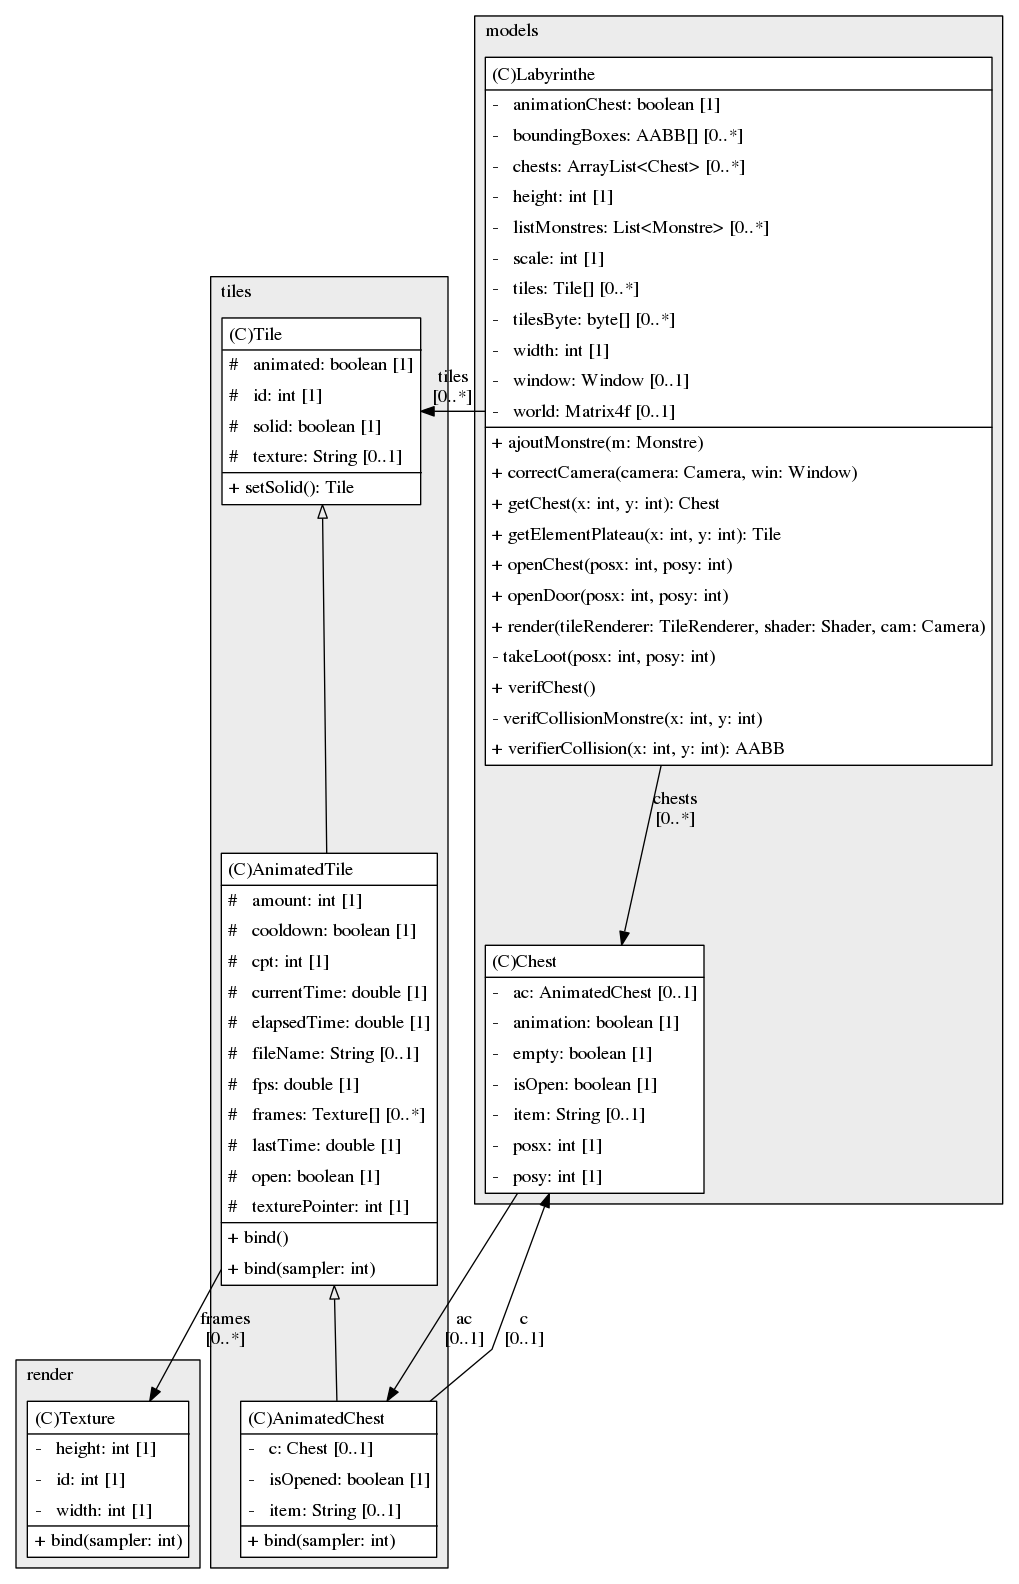 models
(C)Labyrinthe
- animationChest: boolean [1]
- boundingBoxes: AABB[] [0..*]
- chests: ArrayList<Chest> [0..*]
- height: int [1]
- listMonstres: List<Monstre> [0..*]
- scale: int [1]
- tiles: Tile[] [0..*]
- tilesByte: byte[] [0..*]
- width: int [1]
- window: Window [0..1]
- world: Matrix4f [0..1]
+ ajoutMonstre(m: Monstre)
+ correctCamera(camera: Camera, win: Window)
+ getChest(x: int, y: int): Chest
+ getElementPlateau(x: int, y: int): Tile
+ openChest(posx: int, posy: int)
+ openDoor(posx: int, posy: int)
+ render(tileRenderer: TileRenderer, shader: Shader, cam: Camera)
- takeLoot(posx: int, posy: int)
+ verifChest()
- verifCollisionMonstre(x: int, y: int)
+ verifierCollision(x: int, y: int): AABB
tiles
(C)Tile
# animated: boolean [1]
# id: int [1]
# solid: boolean [1]
# texture: String [0..1]
+ setSolid(): Tile
tiles
[0..*]
chests
[0..*]
(C)AnimatedTile
# amount: int [1]
# cooldown: boolean [1]
# cpt: int [1]
# currentTime: double [1]
# elapsedTime: double [1]
# fileName: String [0..1]
# fps: double [1]
# frames: Texture[] [0..*]
# lastTime: double [1]
# open: boolean [1]
# texturePointer: int [1]
+ bind()
+ bind(sampler: int)
(C)Chest
- ac: AnimatedChest [0..1]
- animation: boolean [1]
- empty: boolean [1]
- isOpen: boolean [1]
- item: String [0..1]
- posx: int [1]
- posy: int [1]
frames
[0..*]
ac
[0..1]
c
[0..1]
render
(C)Texture
- height: int [1]
- id: int [1]
- width: int [1]
+ bind(sampler: int)
(C)AnimatedChest
- c: Chest [0..1]
- isOpened: boolean [1]
- item: String [0..1]
+ bind(sampler: int)